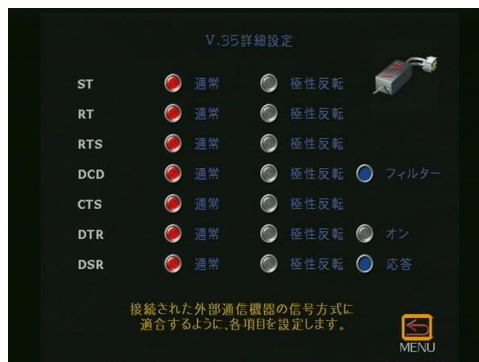 V.35詳細設定
ST 通常 極性反転
RT 通常 極性反転
RTS 通常 極性反転
DCD 通常 極性反転 フィルター
CTS 通常 極性反転
DTR 通常 極性反転 オン
DSR 通常 極性反転 応答
接続された外部通信機器の信号方式に
適合するように、各項目を設定します。
MENU